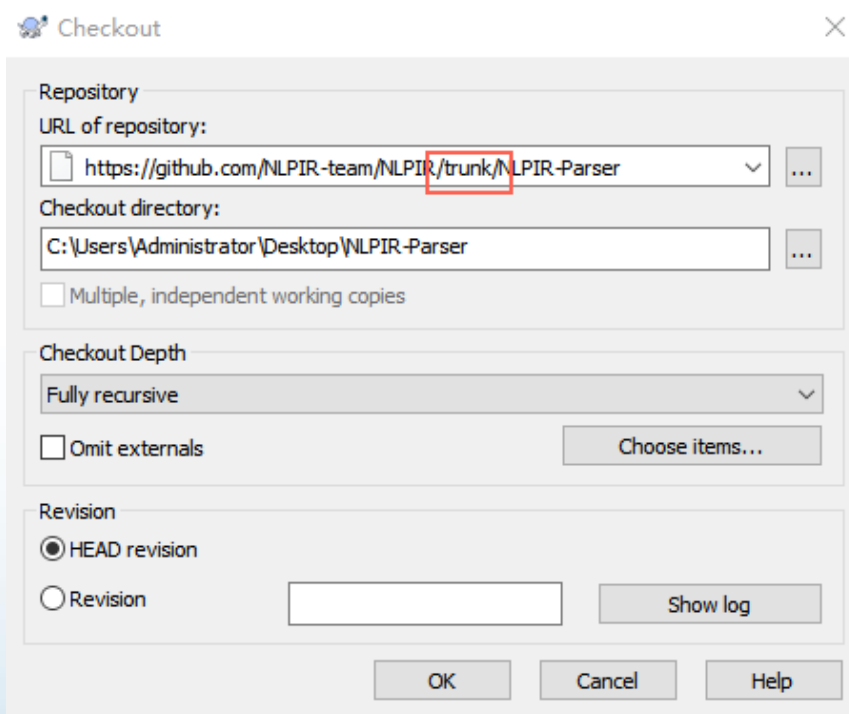 Checkout
Repository
URL of repository:
https://github.com/NLPIR-team/NLPIR/trunk/NLPIR-Parser
...
Checkout directory:
C:\Users\Administrator\Desktop\NLPIR-Parser
...
Multiple, independent working copies
Checkout Depth
Fully recursive
Omit externals
Choose items...
Revision
HEAD revision
Revision
Show log
OK
Cancel
Help